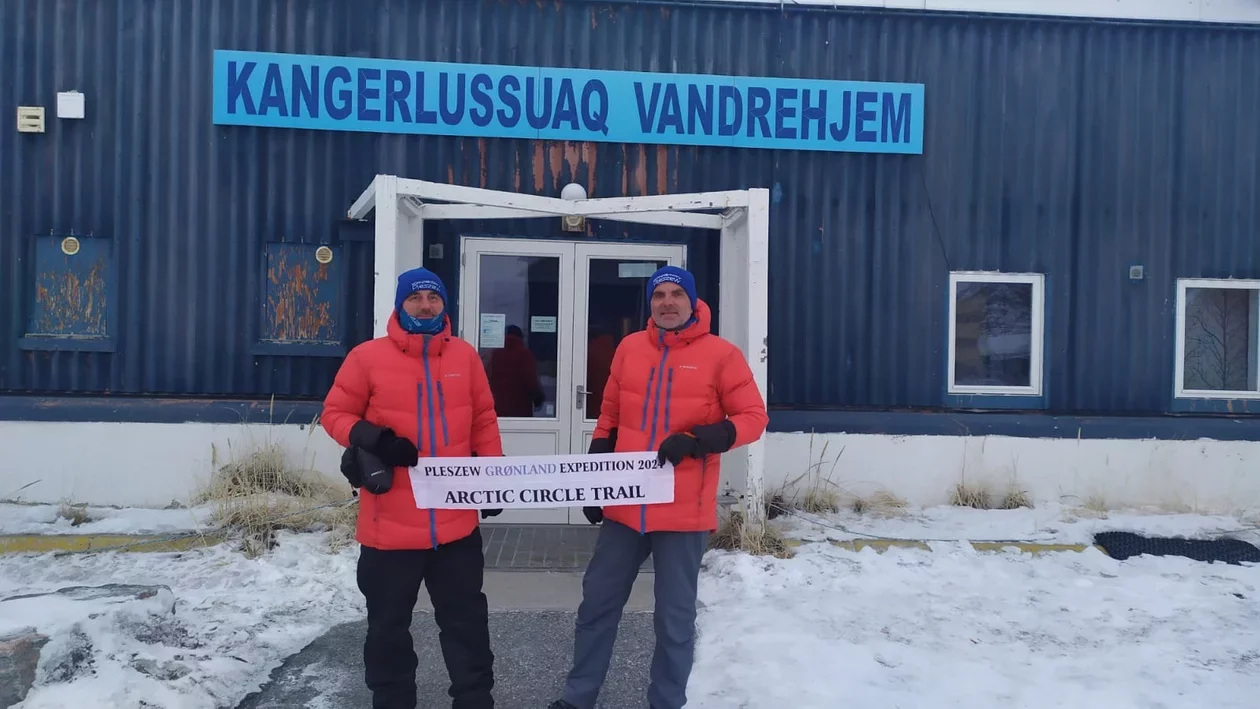 KANGERLUSSUAQ VANDREHJEM
PLESZEW GRØNLAND EXPEDITION 2024
ARCTIC CIRCLE TRAIL